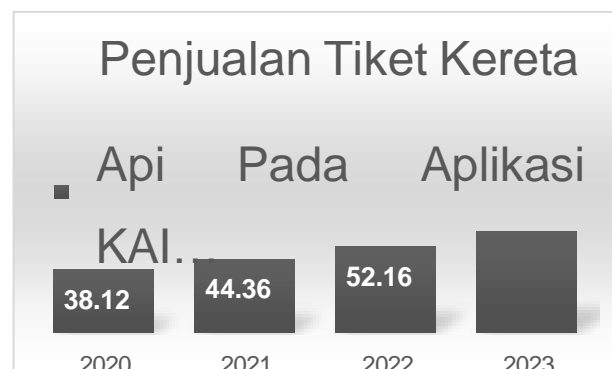 Penjualan Tiket Kereta
Api Pada Aplikasi
KAI...
38.12
44.36
52.16
2020 2021 2022 2023